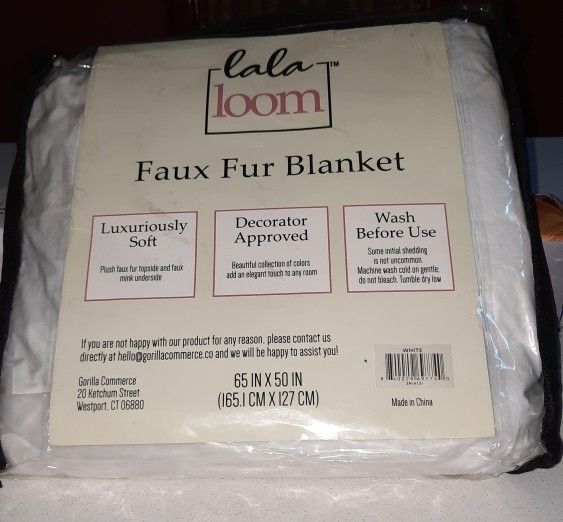 lala™
loom
Faux Fur Blanket
Luxuriously
Soft
Plush faux fur topside and faux
mink underside
Decorator
Approved
Beautiful collection of colors
add an elegant touch to any room
Wash
Before Use
Some initial shedding
is not uncommon.
Machine wash cold on gentle;
do not bleach. Tumble dry low
If you are not happy with our product for any reason, please contact us
directly at hello@gorillacommerce.co and we will be happy to assist you!
Gorilla Commerce
20 Ketchum Street
Westport, CT 06880
65 IN X 50 IN
(165.1 CM X 127 CM)
WHITE
Made in China